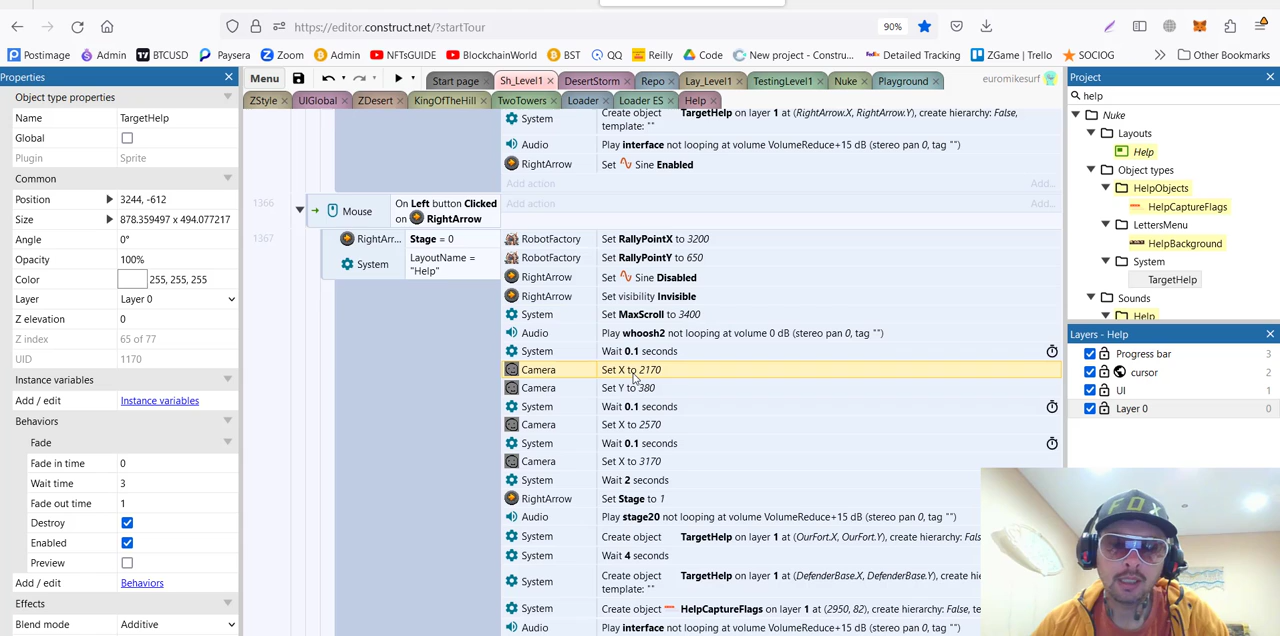 https://editor.construct.net/?startTour
90%
Postimage
Admin
BTCUSD
Paysera
Zoom
Admin
NFTsGUIDE
BlockchainWorld
BST
QQ
Reilly
Code
New project - Constru...
Detailed Tracking
ZGame | Trello
SOCIOG
Other Bookmarks
Properties
Menu
Start page
Sh_Level1
DesertStorm
Repo
Lay_Level1
TestingLevel1
Nuke
Playground
euromikesurf
Project
ZStyle
UIGlobal
ZDesert
KingOfTheHill
TwoTowers
Loader
Loader ES
Help
help
Object type properties
Name TargetHelp
Global
Plugin Sprite
Common
Position 3244, -612
Size 878.359497 x 494.077217
Angle 0°
Opacity 100%
Color 255, 255, 255
Layer Layer 0
Z elevation 0
Z index 65 of 77
UID 1170
Instance variables
Add / edit Instance variables
Behaviors
Fade
Fade in time 0
Wait time 3
Fade out time 1
Destroy
Enabled
Preview
Add / edit Behaviors
Effects
Blend mode Additive
System Create object TargetHelp on layer 1 at (RightArrow.X, RightArrow.Y), create hierarchy: False,
template: ""
Audio Play interface not looping at volume VolumeReduce+15 dB (stereo pan 0, tag "")
RightArrow Set Sine Enabled
Add action Add...
1366 Mouse On Left button Clicked
on RightArrow
Add action Add...
1367 RightArr... Stage = 0
System LayoutName =
"Help"
RobotFactory Set RallyPointX to 3200
RobotFactory Set RallyPointY to 650
RightArrow Set Sine Disabled
RightArrow Set visibility Invisible
System Set MaxScroll to 3400
Audio Play whoosh2 not looping at volume 0 dB (stereo pan 0, tag "")
System Wait 0.1 seconds
Camera Set X to 2170
Camera Set Y to 380
System Wait 0.1 seconds
Camera Set X to 2570
System Wait 0.1 seconds
Camera Set X to 3170
System Wait 2 seconds
RightArrow Set Stage to 1
Audio Play stage20 not looping at volume VolumeReduce+15 dB (stereo pan 0, tag "")
System Create object TargetHelp on layer 1 at (OurFort.X, OurFort.Y), create hierarchy: Fals
System Wait 4 seconds
System Create object TargetHelp on layer 1 at (DefenderBase.X, DefenderBase.Y), cre
template: ""
System Create object HelpCaptureFlags on layer 1 at (2950, 82), create hierarchy: False, te
Audio Play interface not looping at volume VolumeReduce+15 dB (stereo pan 0, tag
Nuke
Layouts
Help
Object types
HelpObjects
HelpCaptureFlags
LettersMenu
HelpBackground
System
TargetHelp
Sounds
Help
Layers - Help
Progress bar 3
cursor 2
UI 1
Layer 0 0
FOX